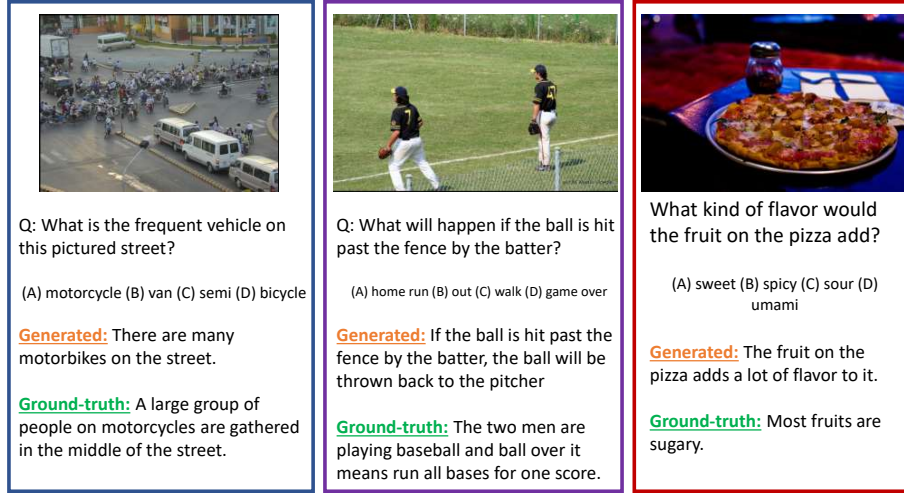 Q: What is the frequent vehicle on
this pictured street?
(A) motorcycle (B) van (C) semi (D) bicycle
Generated: There are many
motorbikes on the street.
Ground-truth: A large group of
people on motorcycles are gathered
in the middle of the street.
7
Q: What will happen if the ball is hit
past the fence by the batter?
(A) home run (B) out (C) walk (D) game over
Generated: If the ball is hit past the
fence by the batter, the ball will be
thrown back to the pitcher
Ground-truth: The two men are
playing baseball and ball over it
means run all bases for one score.
What kind of flavor would
the fruit on the pizza add?
(A) sweet (B) spicy (C) sour (D)
umami
Generated: The fruit on the
pizza adds a lot of flavor to it.
Ground-truth: Most fruits are
sugary.